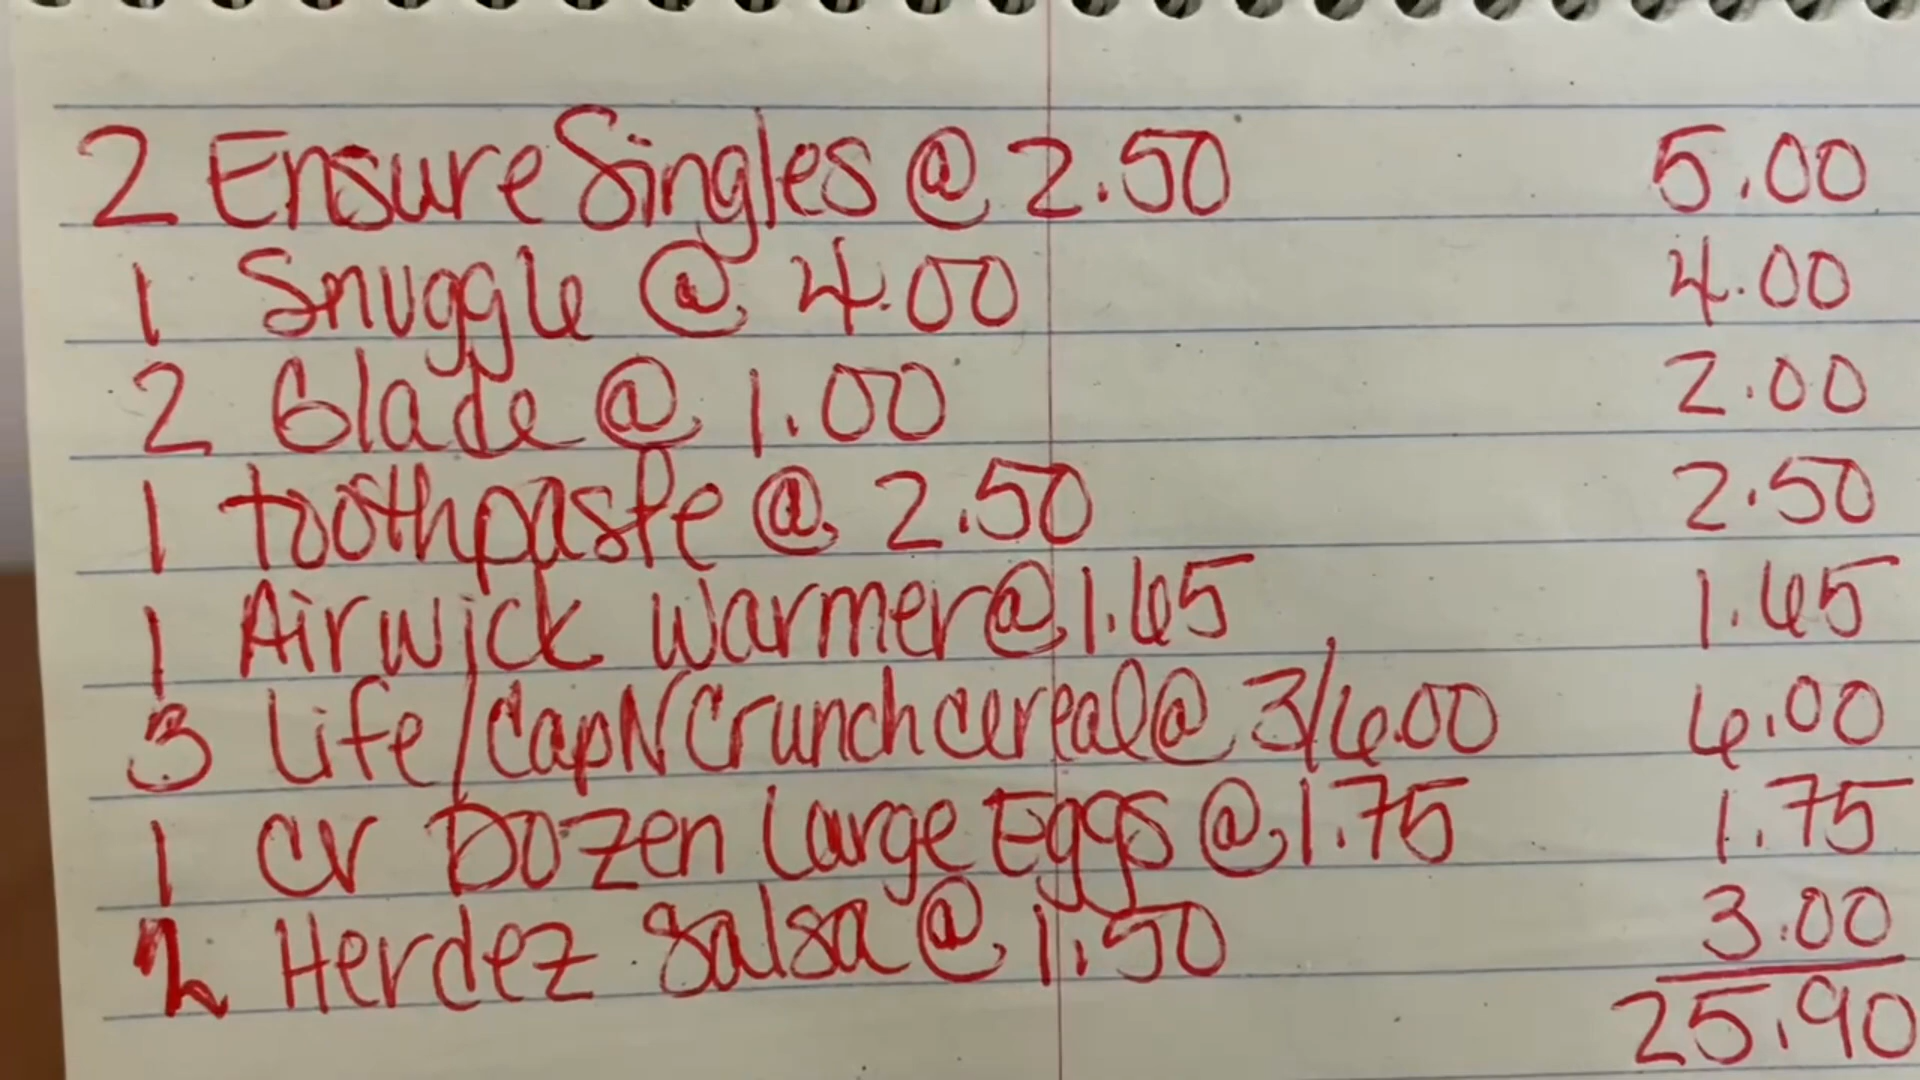 2 Ensure Singles @ 2.50 5.00
1 Snuggle @ 4.00 4.00
2 Glade @ 1.00 2.00
1 toothpaste @ 2.50 2.50
1 Airwick Warmer @ 1.65 1.65
3 Life/CapNCrunch cereal @ 3/6.00 6.00
1 CV Dozen Large Eggs @ 1.75 1.75
2 Herdez Salsa @ 1.50 3.00
25.90